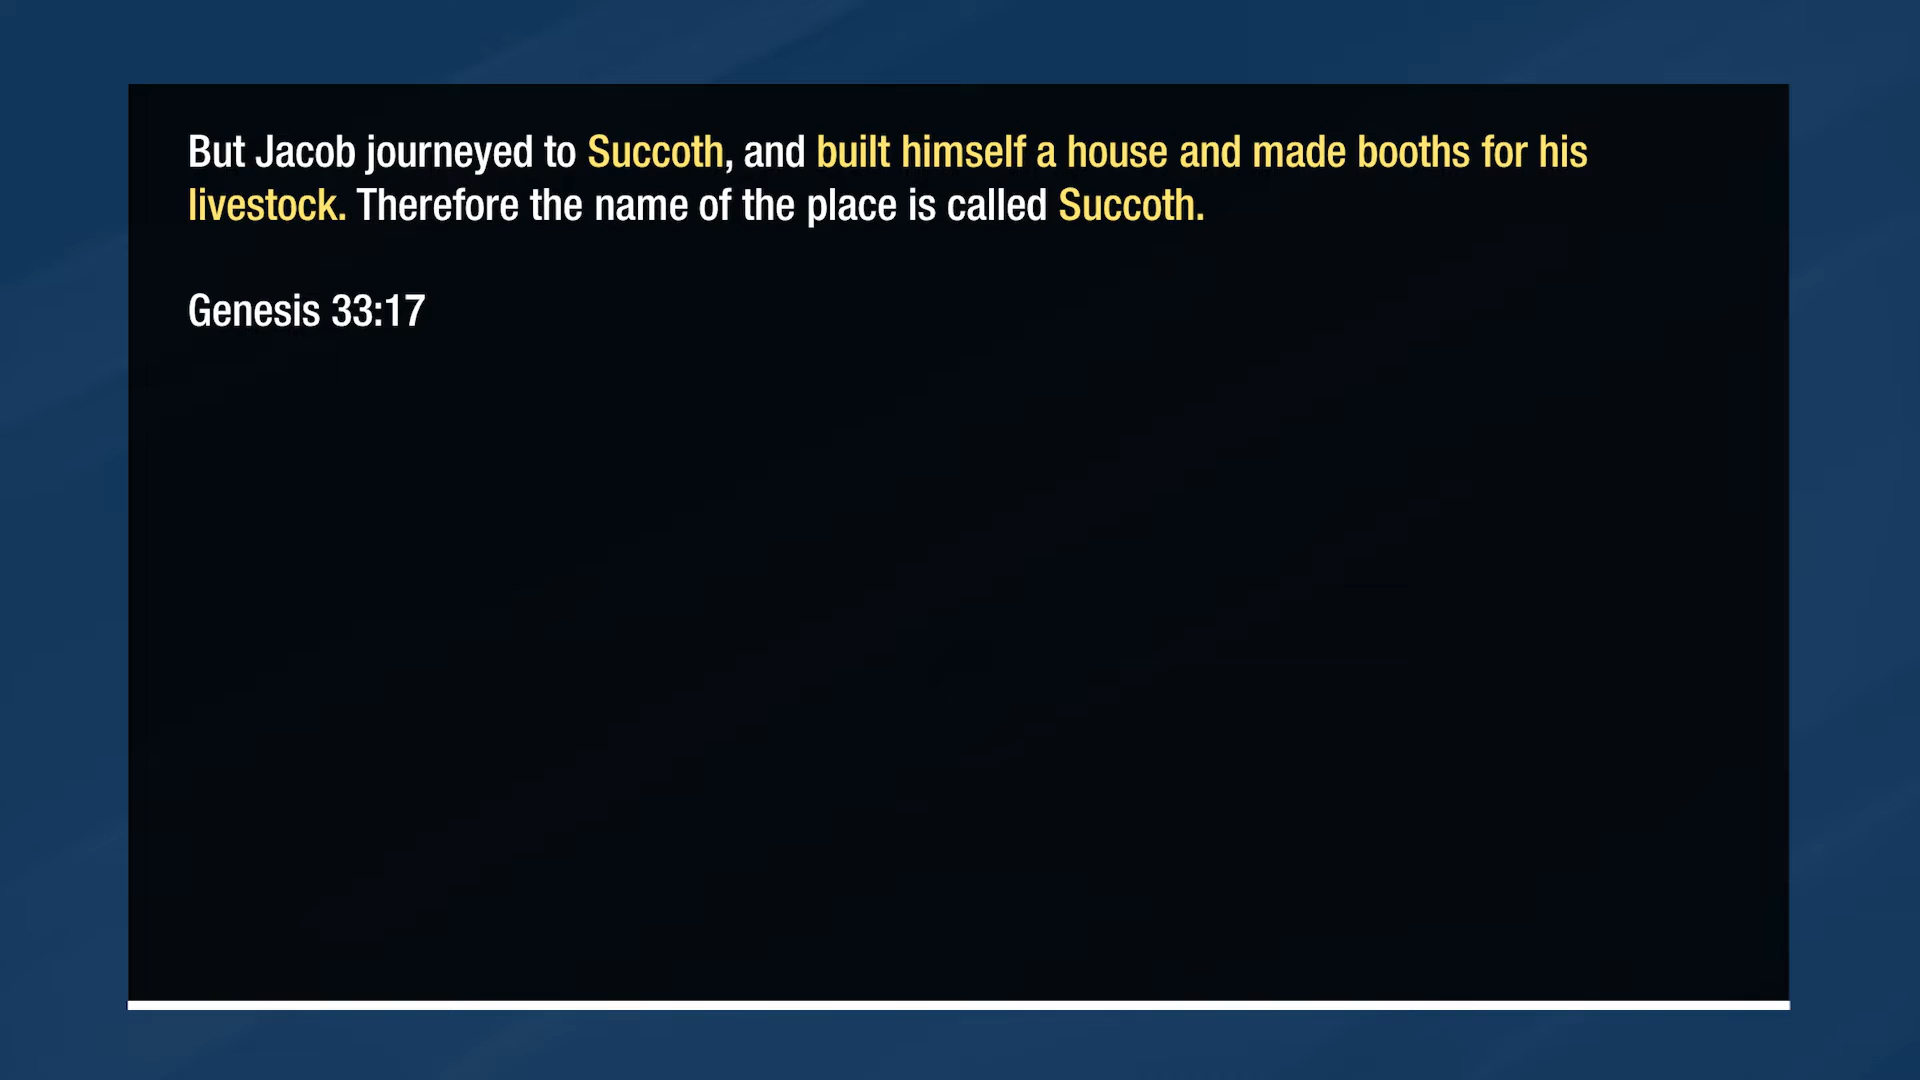 But Jacob journeyed to Succoth, and built himself a house and made booths for his
livestock. Therefore the name of the place is called Succoth.
Genesis 33:17